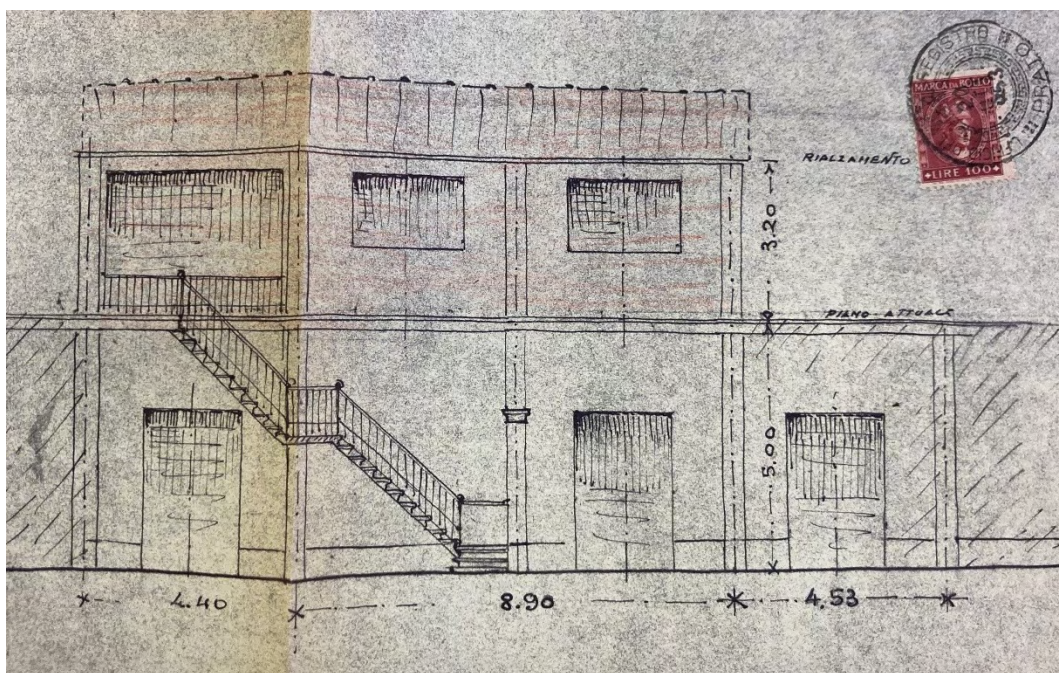 MARCA DA BOLLO
LIRE 100
RIALZAMENTO
3.20
PIANO ATTUALE
5.00
4.40
8.90
4.53